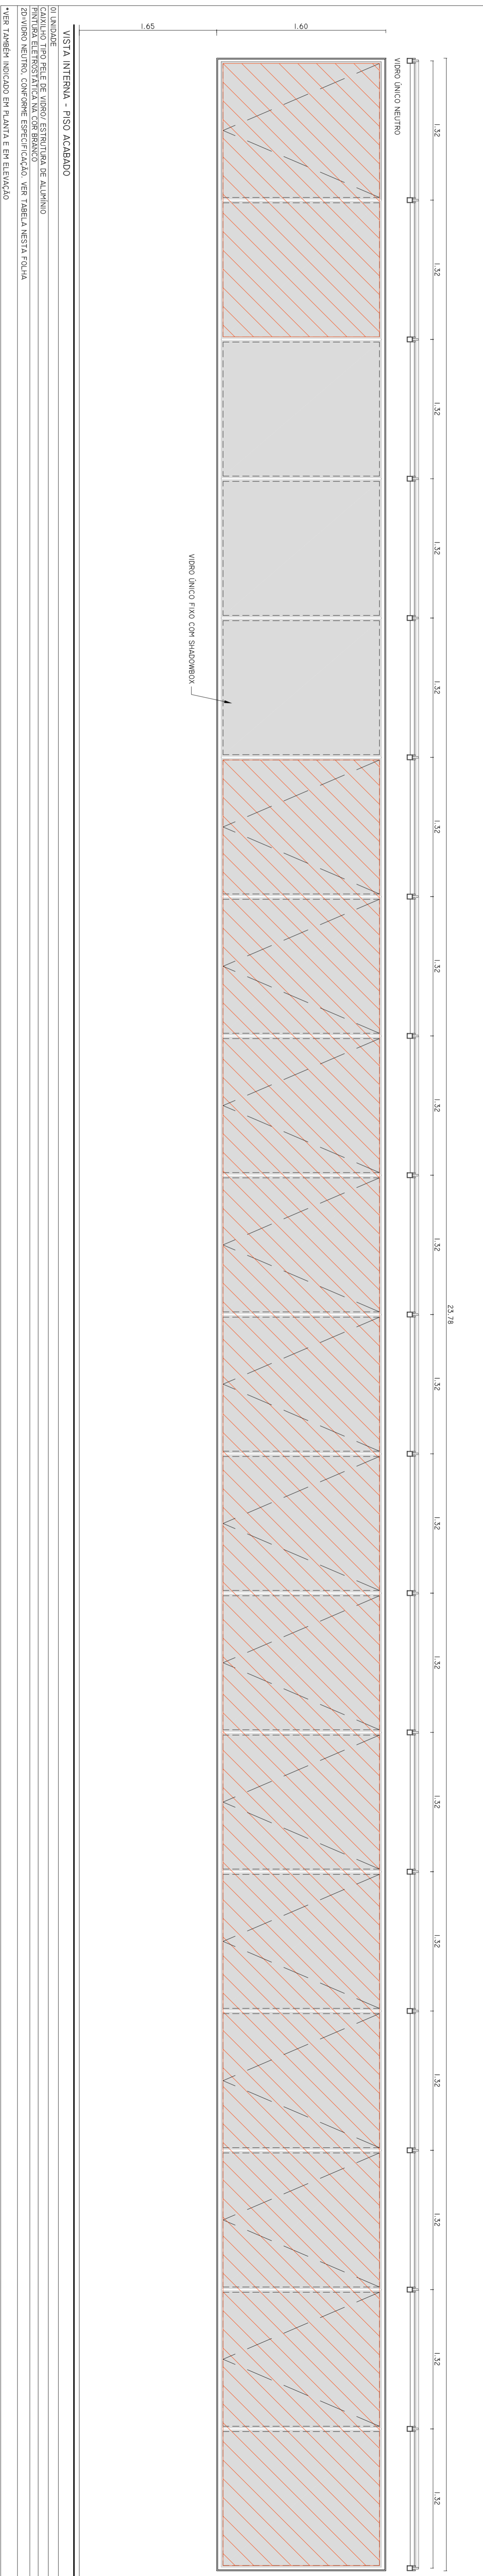 23.78
1.32 1.32 1.32 1.32 1.32 1.32 1.32 1.32 1.32 1.32 1.32 1.32 1.32 1.32 1.32 1.32 1.32 1.32
VIDRO ÚNICO NEUTRO
1.60
VIDRO ÚNICO FIXO COM SHADOWBOX
1.65
VISTA INTERNA - PISO ACABADO
01 UNIDADE
CAIXILHO TIPO PELE DE VIDRO/ ESTRUTURA DE ALUMÍNIO
PINTURA ELETROSTÁTICA NA COR BRANCO
2D=VIDRO NEUTRO, CONFORME ESPECIFICAÇÃO. VER TABELA NESTA FOLHA
*VER TAMBÉM INDICADO EM PLANTA E EM ELEVAÇÃO